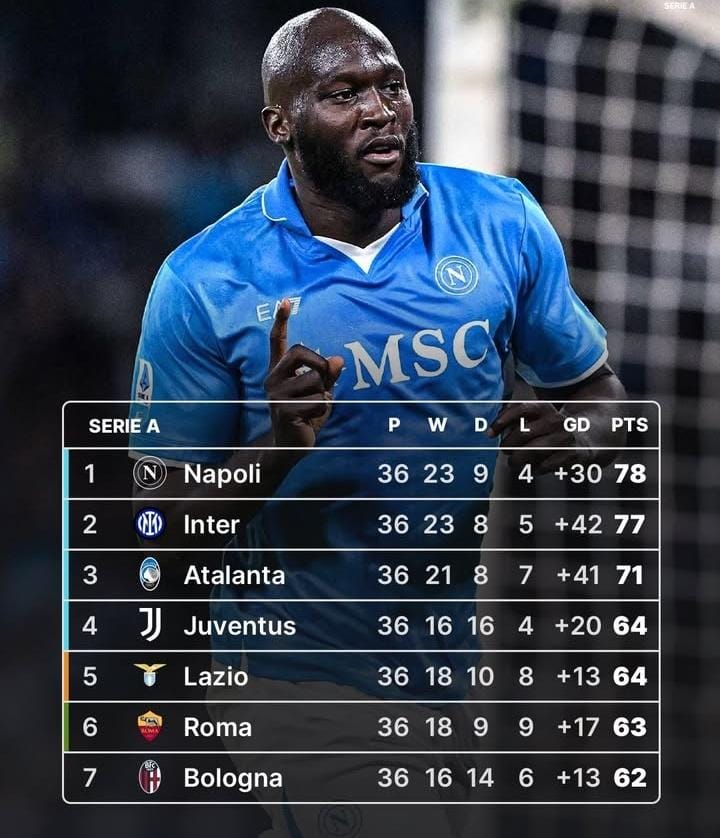 SERIE A
EA7
MSC
SERIE A P W D L GD PTS
1 N Napoli 36 23 9 4 +30 78
2 Inter 36 23 8 5 +42 77
3 Atalanta 36 21 8 7 +41 71
4 Juventus 36 16 16 4 +20 64
5 Lazio 36 18 10 8 +13 64
6 ROMA Roma 36 18 9 9 +17 63
7 BFC Bologna 36 16 14 6 +13 62